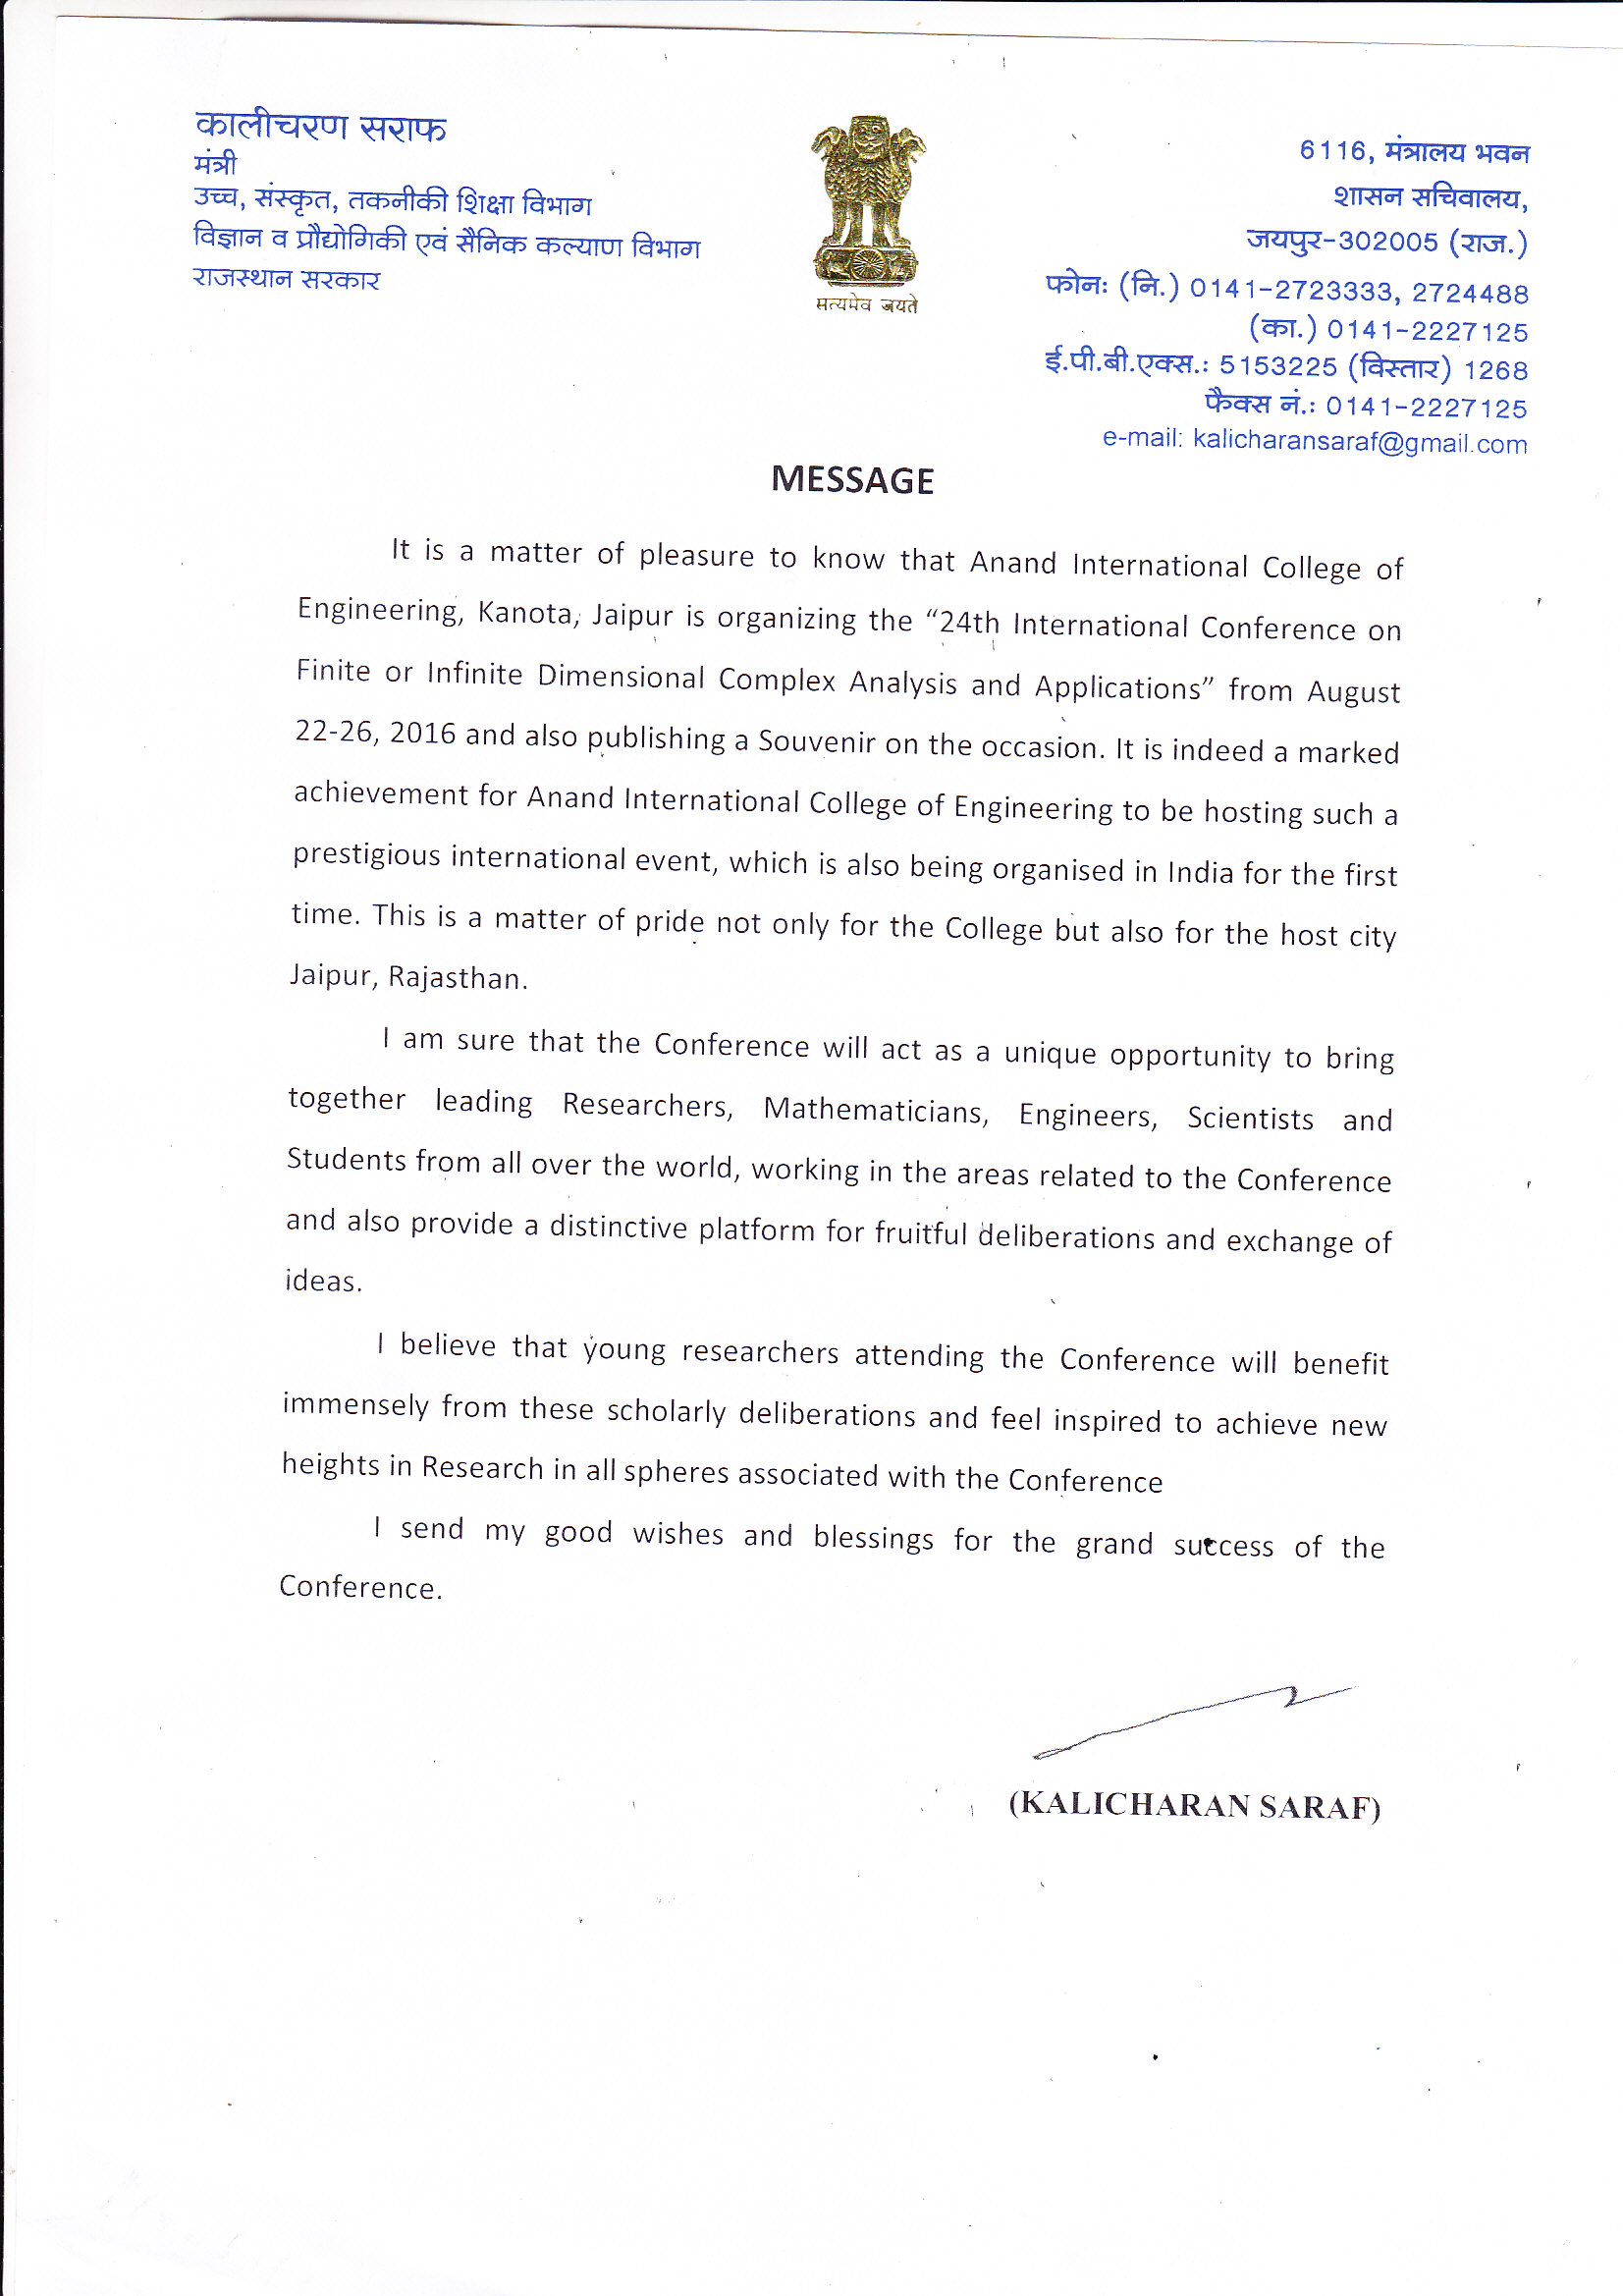 कालीचरण सराफ
मंत्री
उच्च, संस्कृत, तकनीकी शिक्षा विभाग
विज्ञान व प्रौद्योगिकी एवं सैनिक कल्याण विभाग
राजस्थान सरकार
सत्यमेव जयते
6116, मंत्रालय भवन
शासन सचिवालय,
जयपुर-302005 (राज.)
फोनः (नि.) 0141-2723333, 2724488
(का.) 0141-2227125
ई.पी.बी.एक्स.: 5153225 (विस्तार) 1268
फैक्स नं.: 0141-2227125
e-mail: kalicharansaraf@gmail.com
MESSAGE
It is a matter of pleasure to know that Anand International College of
Engineering, Kanota, Jaipur is organizing the “24th International Conference on
Finite or Infinite Dimensional Complex Analysis and Applications” from August
22-26, 2016 and also publishing a Souvenir on the occasion. It is indeed a marked
achievement for Anand International College of Engineering to be hosting such a
prestigious international event, which is also being organised in India for the first
time. This is a matter of pride not only for the College but also for the host city
Jaipur, Rajasthan.
I am sure that the Conference will act as a unique opportunity to bring
together leading Researchers, Mathematicians, Engineers, Scientists and
Students from all over the world, working in the areas related to the Conference
and also provide a distinctive platform for fruitful deliberations and exchange of
ideas.
I believe that young researchers attending the Conference will benefit
immensely from these scholarly deliberations and feel inspired to achieve new
heights in Research in all spheres associated with the Conference
I send my good wishes and blessings for the grand success of the
Conference.
(KALICHARAN SARAF)